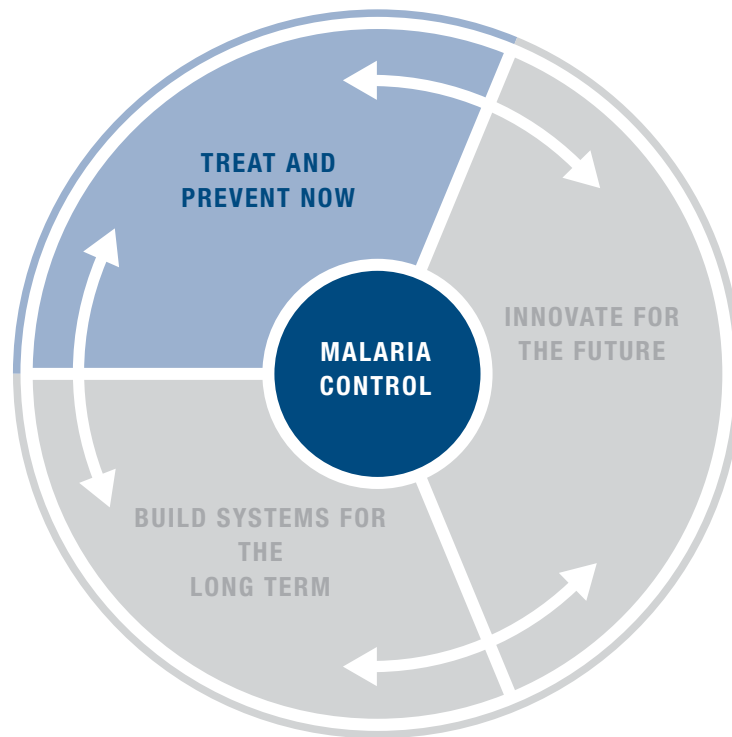 TREAT AND
PREVENT NOW
INNOVATE FOR
THE FUTURE
MALARIA
CONTROL
BUILD SYSTEMS FOR
THE
LONG TERM